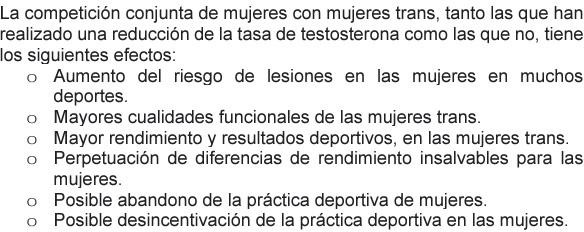 La competición conjunta de mujeres con mujeres trans, tanto las que han
realizado una reducción de la tasa de testosterona como las que no, tiene
los siguientes efectos:
o Aumento del riesgo de lesiones en las mujeres en muchos
deportes.
o Mayores cualidades funcionales de las mujeres trans.
o Mayor rendimiento y resultados deportivos, en las mujeres trans.
o Perpetuación de diferencias de rendimiento insalvables para las
mujeres.
o Posible abandono de la práctica deportiva de mujeres.
o Posible desincentivación de la práctica deportiva en las mujeres.